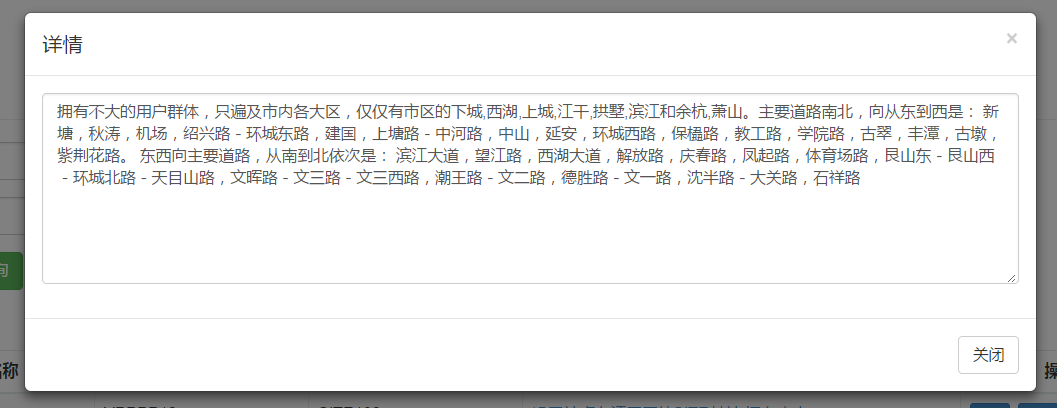 详情
×
拥有不大的用户群体，只遍及市内各大区，仅仅有市区的下城,西湖,上城,江干,拱墅,滨江和余杭,萧山。主要道路南北，向从东到西是： 新
塘，秋涛，机场，绍兴路－环城东路，建国，上塘路－中河路，中山，延安，环城西路，保橻路，教工路，学院路，古翠，丰潭，古墩，
紫荆花路。 东西向主要道路，从南到北依次是： 滨江大道，望江路，西湖大道，解放路，庆春路，凤起路，体育场路，艮山东－艮山西
－环城北路－天目山路，文晖路－文三路－文三西路，潮王路－文二路，德胜路－文一路，沈半路－大关路，石祥路
关闭
询
称
操